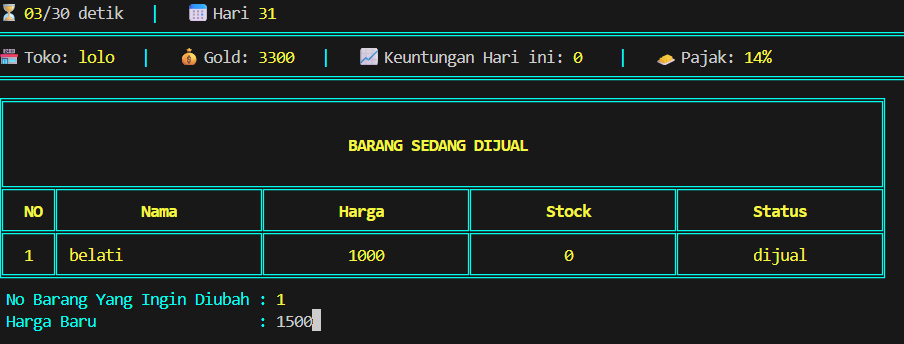 ⏳ 03/30 detik | 📅 Hari 31
🏪 Toko: lolo | 💰 Gold: 3300 | 📈 Keuntungan Hari ini: 0 | 🪙 Pajak: 14%
BARANG SEDANG DIJUAL
NO Nama Harga Stock Status
1 belati 1000 0 dijual
No Barang Yang Ingin Diubah : 1
Harga Baru : 1500